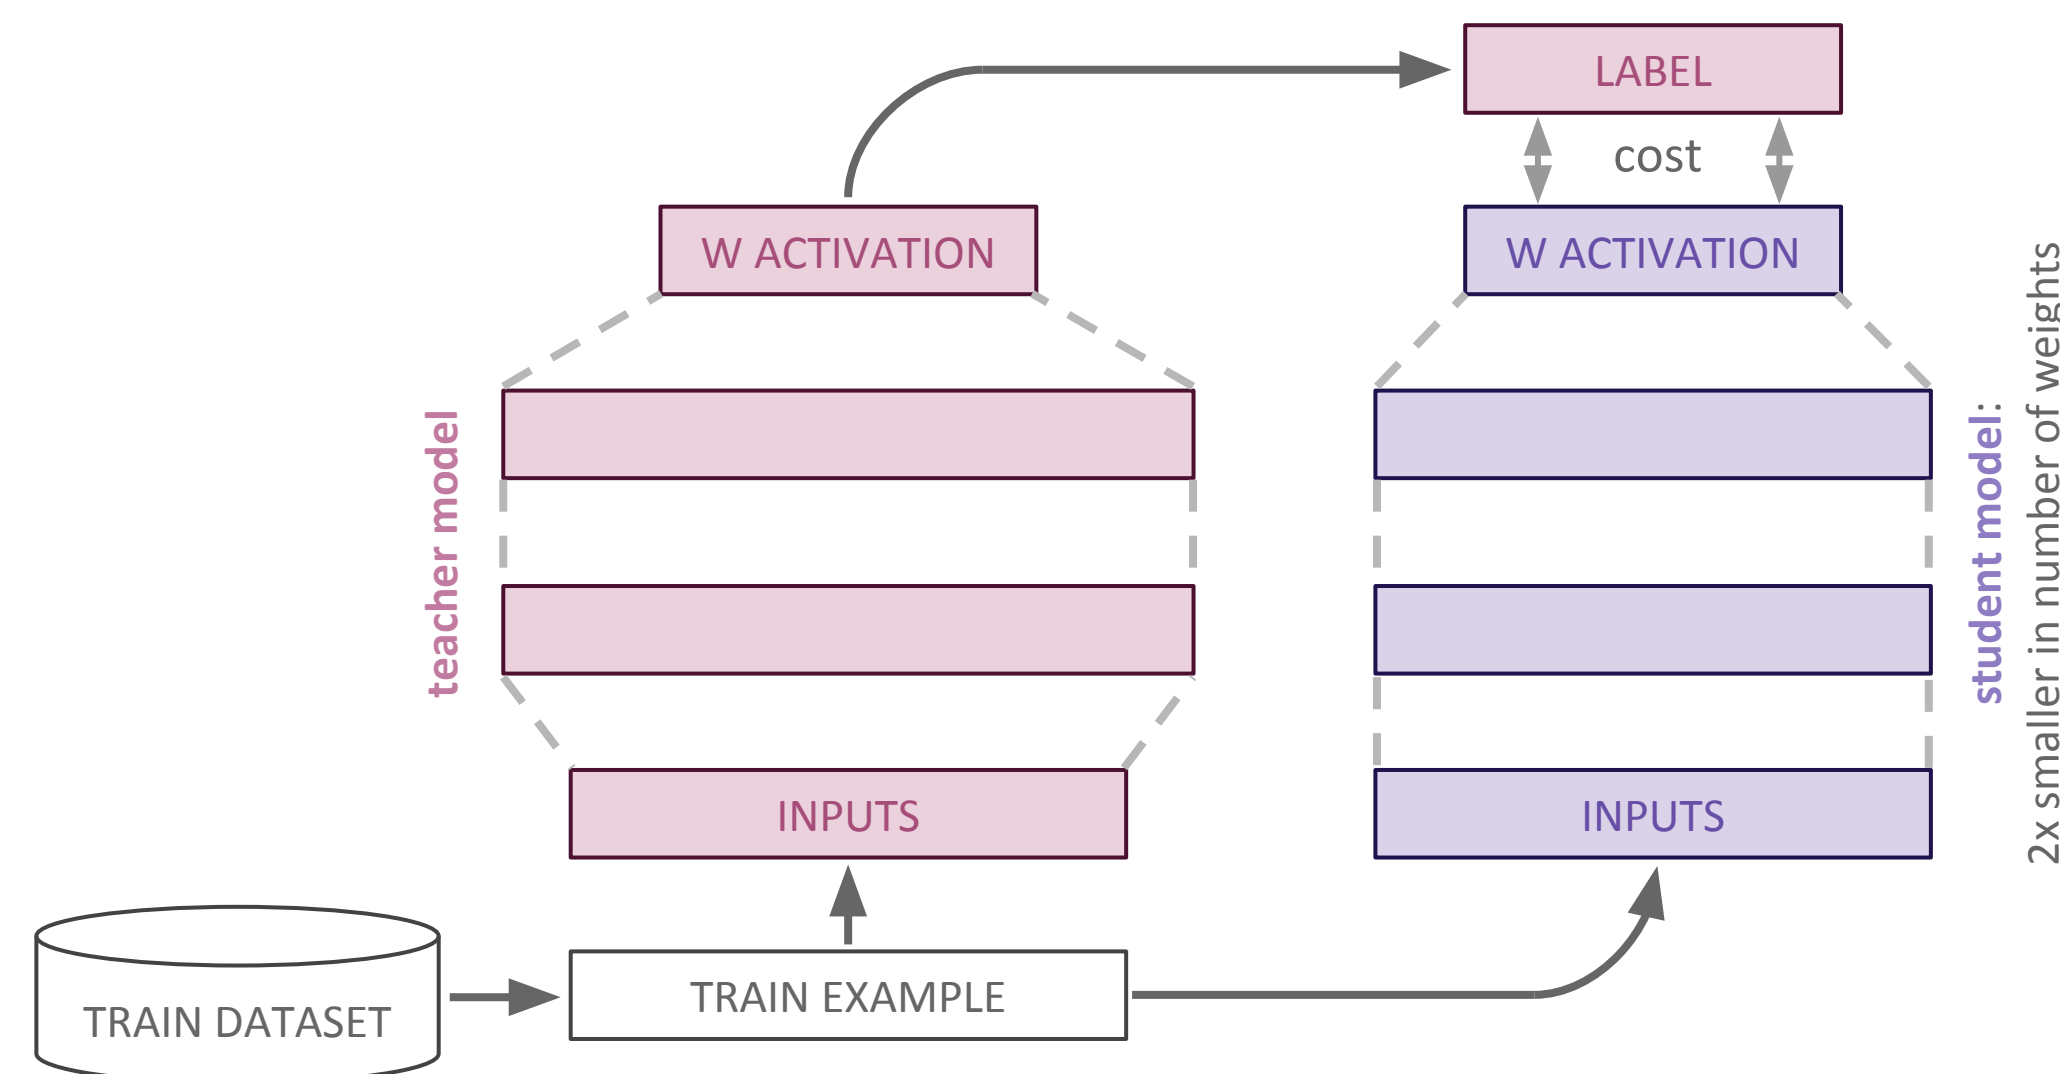 LABEL
cost
W ACTIVATION
W ACTIVATION
teacher model
student model:
2x smaller in number of weights
INPUTS
INPUTS
TRAIN DATASET
TRAIN EXAMPLE